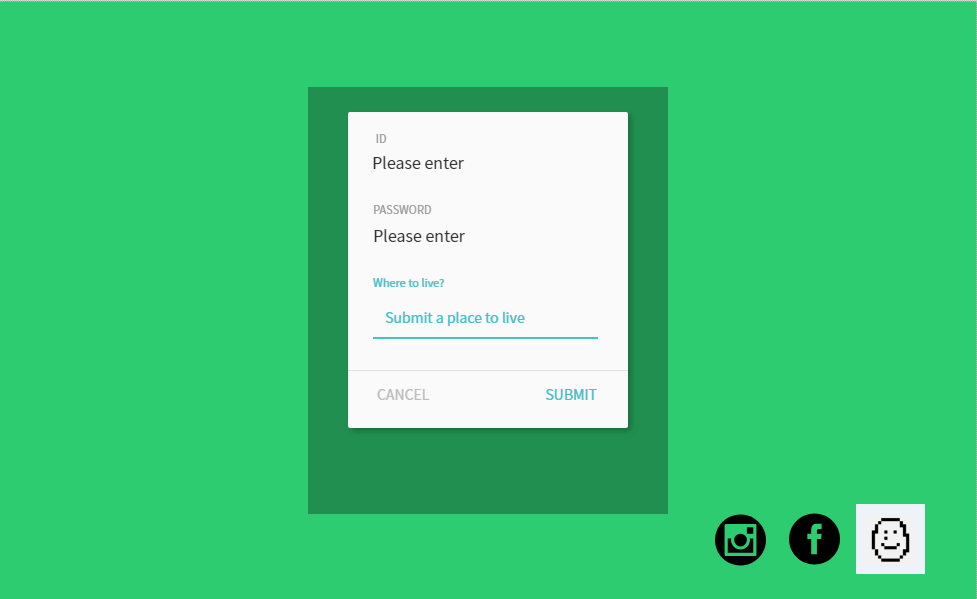 ID
Please enter
PASSWORD
Please enter
Where to live?
Submit a place to live
CANCEL
SUBMIT